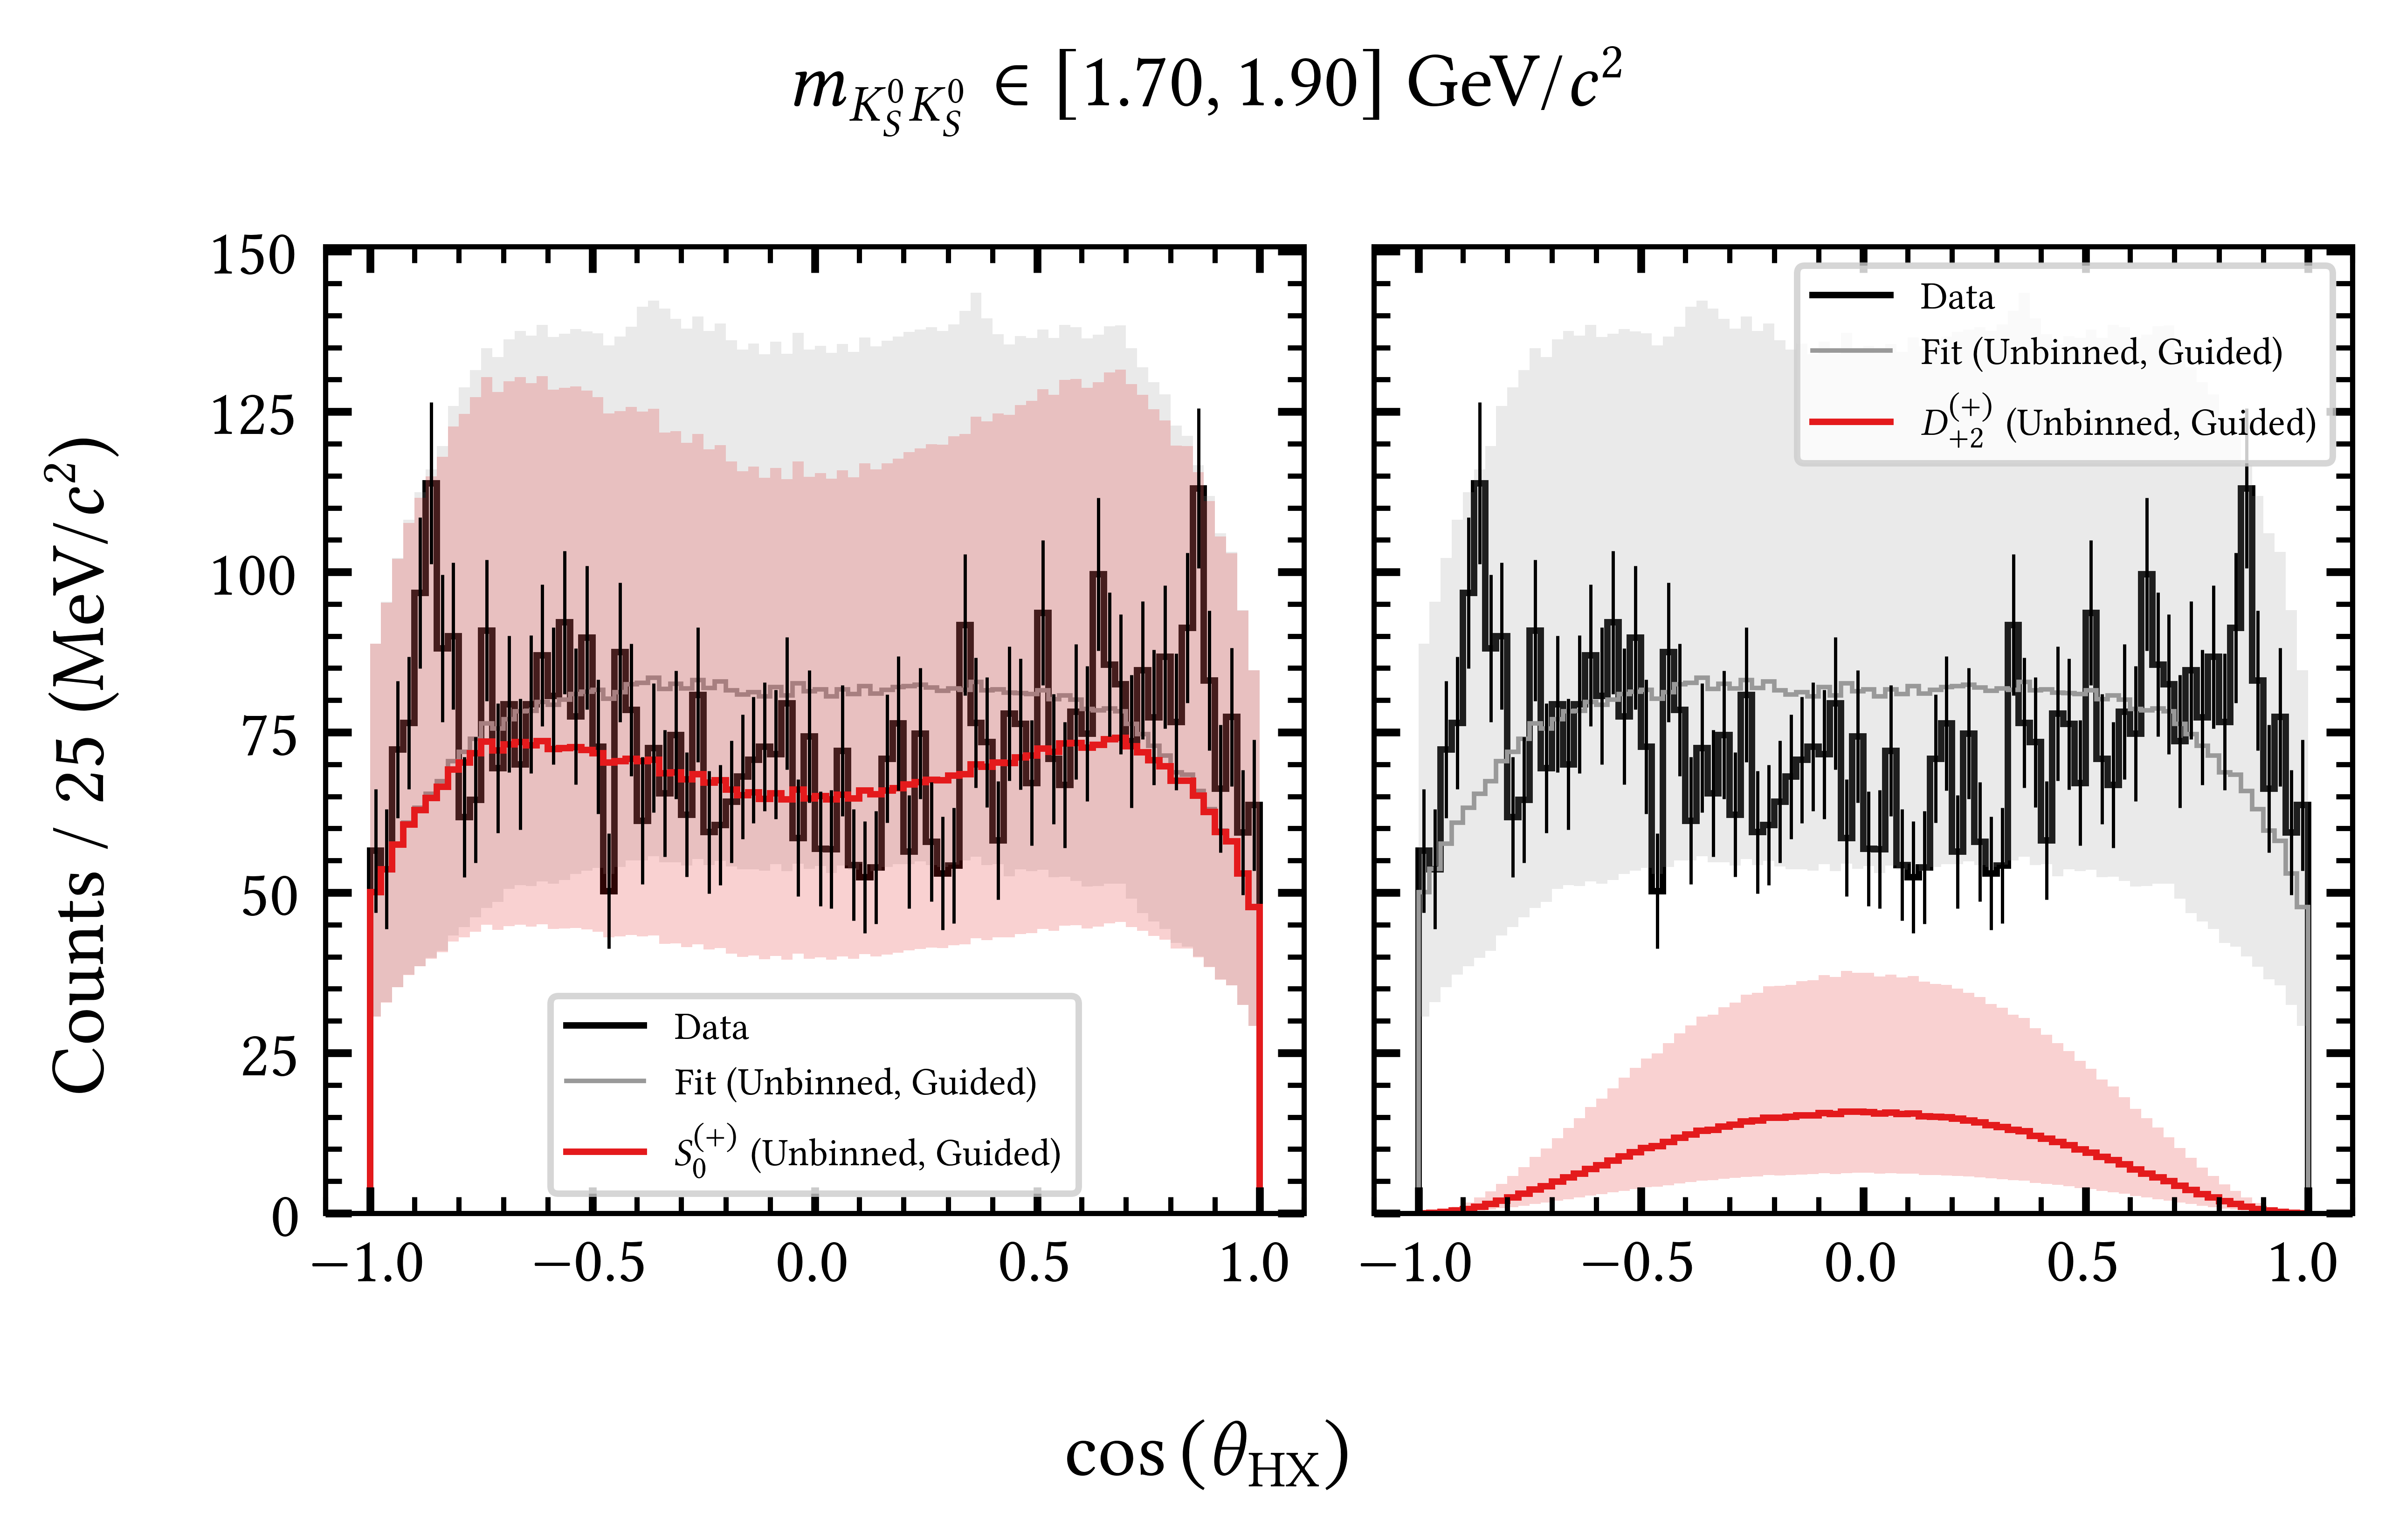 m_{K_S^0 K_S^0} ∈ [1.70, 1.90] GeV/c²
Counts / 25 (MeV/c²)
150
125
100
75
50
25
0
Data
Fit (Unbinned, Guided)
S_0^{(+)} (Unbinned, Guided)
−1.0 −0.5 0.0 0.5 1.0
Data
Fit (Unbinned, Guided)
D_{+2}^{(+)} (Unbinned, Guided)
−1.0 −0.5 0.0 0.5 1.0
cos (θ_HX)